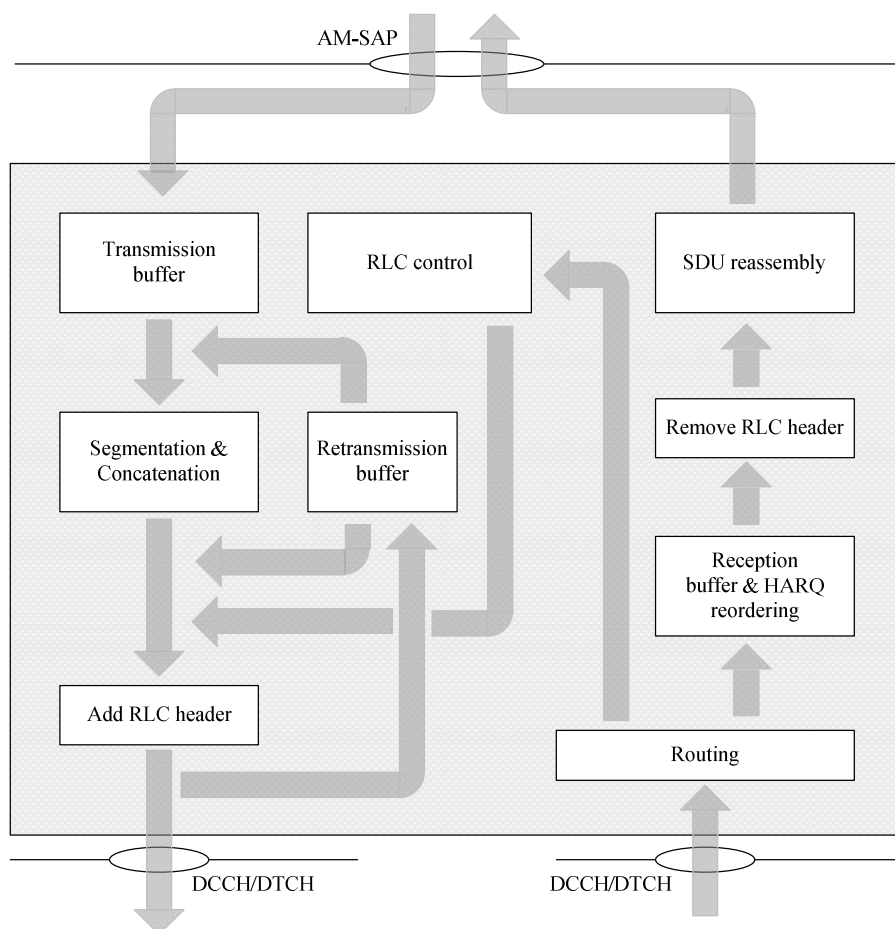 AM-SAP
Transmission
buffer
RLC control
SDU reassembly
Segmentation &
Concatenation
Retransmission
buffer
Remove RLC header
Reception
buffer & HARQ
reordering
Add RLC header
Routing
DCCH/DTCH
DCCH/DTCH